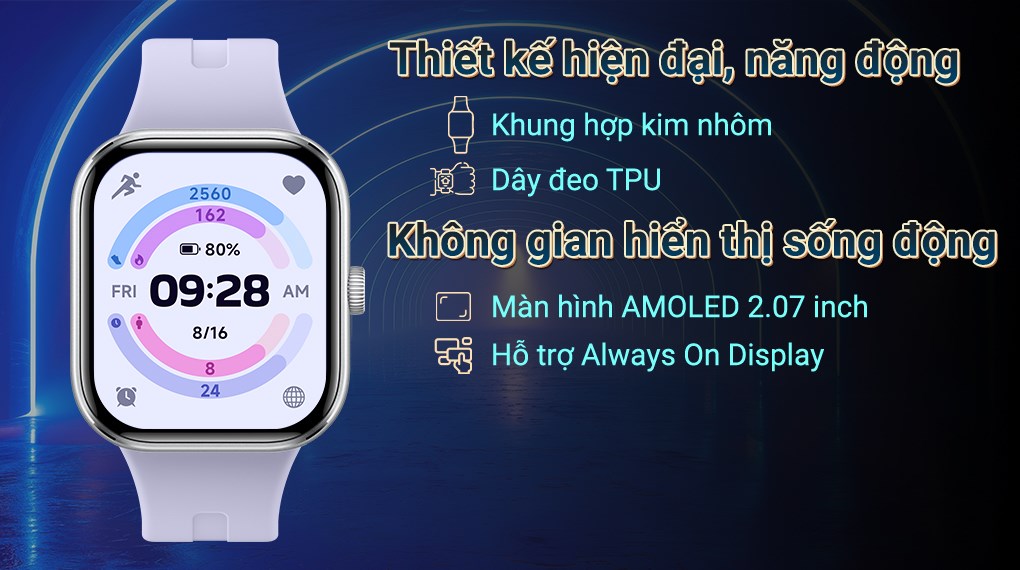 Thiết kế hiện đại, năng động
Khung hợp kim nhôm
Dây đeo TPU
Không gian hiển thị sống động
Màn hình AMOLED 2.07 inch
Hỗ trợ Always On Display
2560
162
80%
FRI 09:28 AM
8/16
8
24